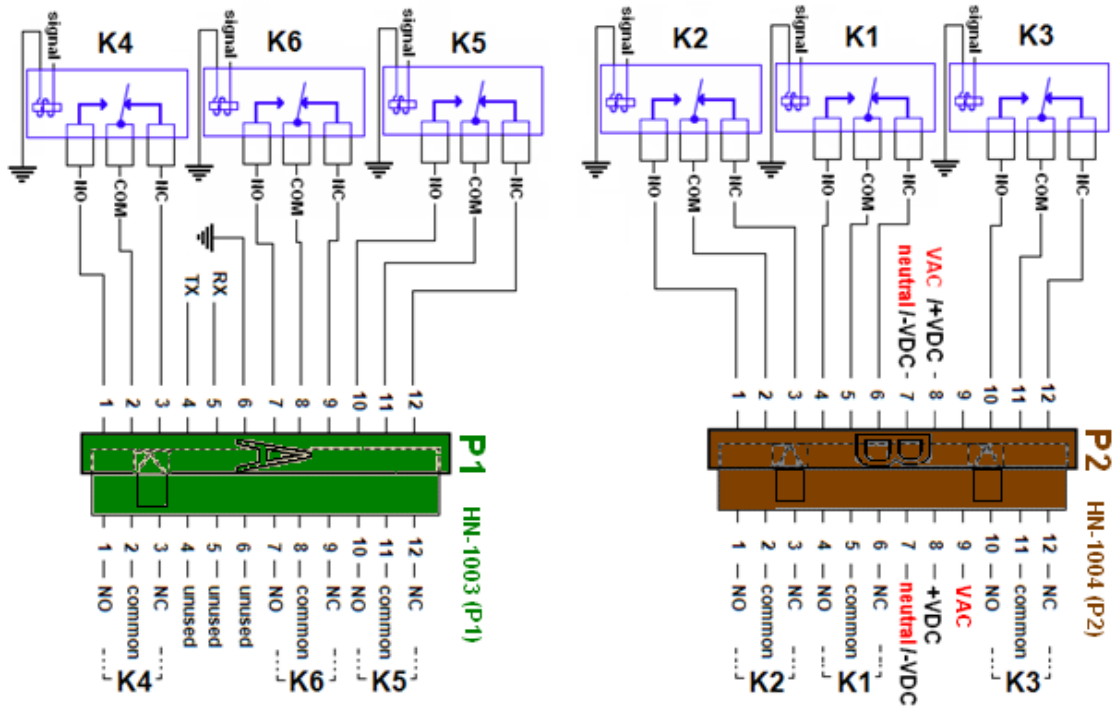 K4
K6
K5
K2
K1
K3
signal
signal
signal
signal
signal
signal
NO
COM
NC
NO
COM
NC
NO
COM
NC
NO
COM
NC
NO
COM
NC
NO
COM
NC
TX
RX
neutral/-VDC -
VAC /+VDC -
1 2 3 4 5 6 7 8 9 10 11 12
1 2 3 4 5 6 7 8 9 10 11 12
A
P1
B
P2
HN-1003 (P1)
HN-1004 (P2)
1 — NO
2 — common
3 — NC
4 — unused
5 — unused
6 — unused
7 — NO
8 — common
9 — NC
10 — NO
11 — common
12 — NC
K4
K6
K5
1 — NO
2 — common
3 — NC
4 — NO
5 — common
6 — NC
7 — neutral/-VDC
8 — +VDC
9 — VAC
10 — NO
11 — common
12 — NC
K2
K1
K3